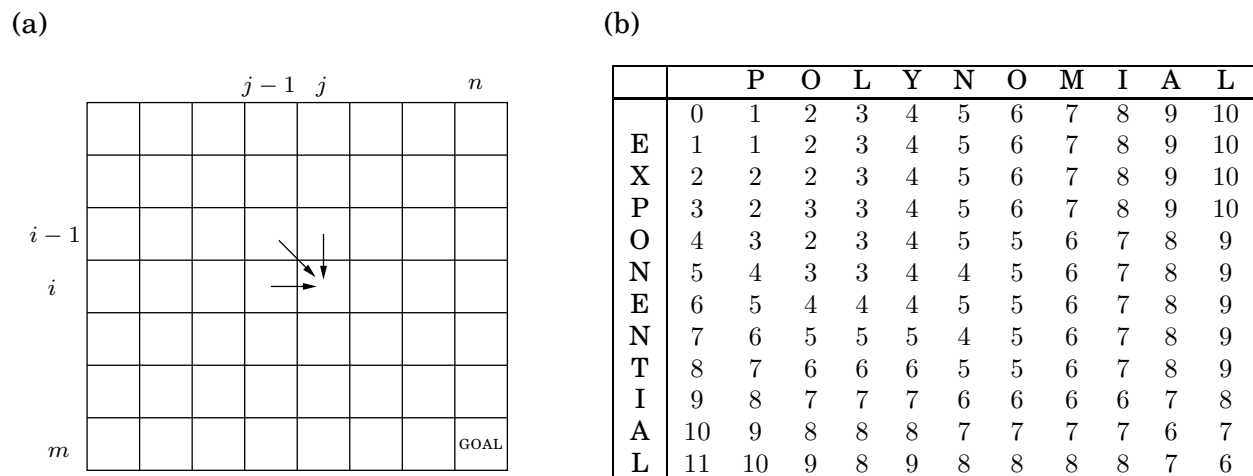 (a)
j − 1 j n
i − 1
i
m
GOAL
(b)
P O L Y N O M I A L
0 1 2 3 4 5 6 7 8 9 10
E 1 1 2 3 4 5 6 7 8 9 10
X 2 2 2 3 4 5 6 7 8 9 10
P 3 2 3 3 4 5 6 7 8 9 10
O 4 3 2 3 4 5 5 6 7 8 9
N 5 4 3 3 4 4 5 6 7 8 9
E 6 5 4 4 4 5 5 6 7 8 9
N 7 6 5 5 5 4 5 6 7 8 9
T 8 7 6 6 6 5 5 6 7 8 9
I 9 8 7 7 7 6 6 6 6 7 8
A 10 9 8 8 8 7 7 7 7 6 7
L 11 10 9 8 9 8 8 8 8 7 6